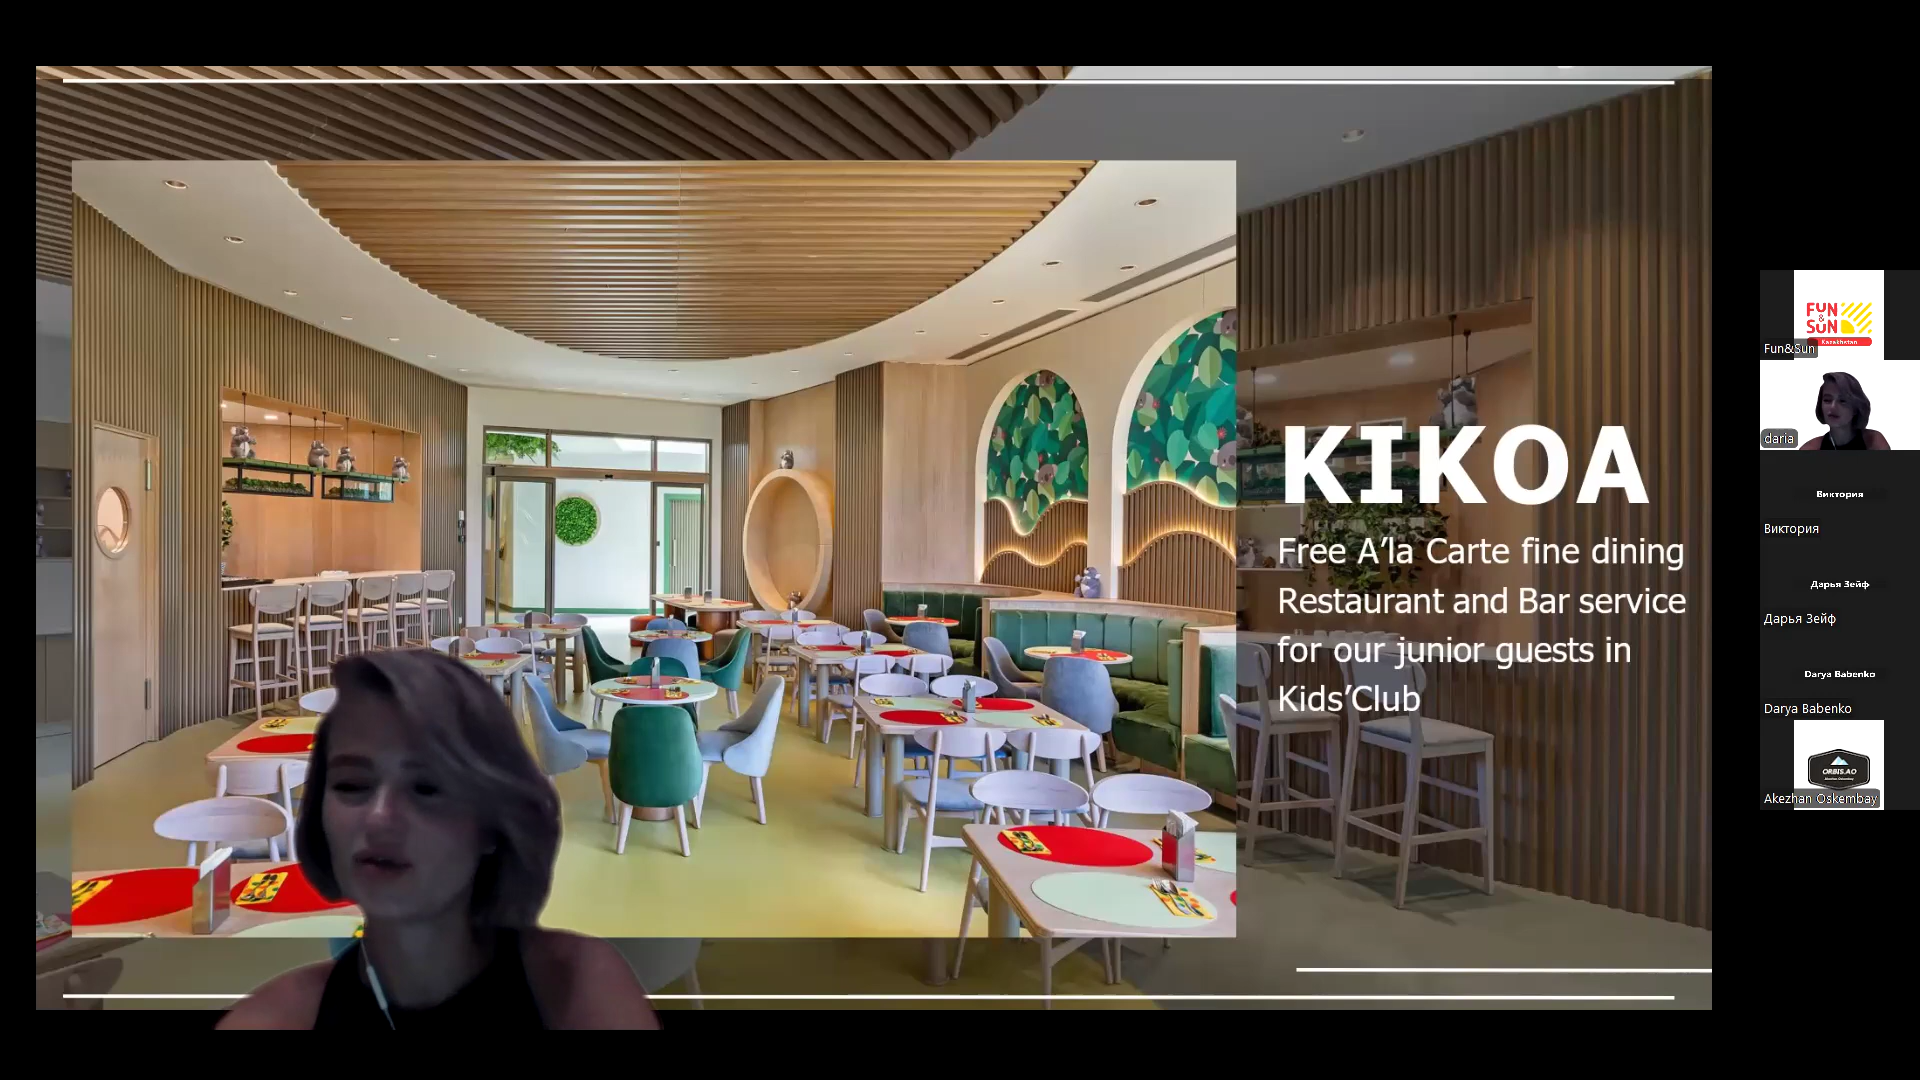 KIKOA
Free A’la Carte fine dining
Restaurant and Bar service
for our junior guests in
Kids’Club
FUN
&
SUN
Kazakhstan
Fun&Sun
daria
Виктория
Виктория
Дарья Зейф
Дарья Зейф
Darya Babenko
Darya Babenko
ORBIS.AO
Akezhan Oskembay